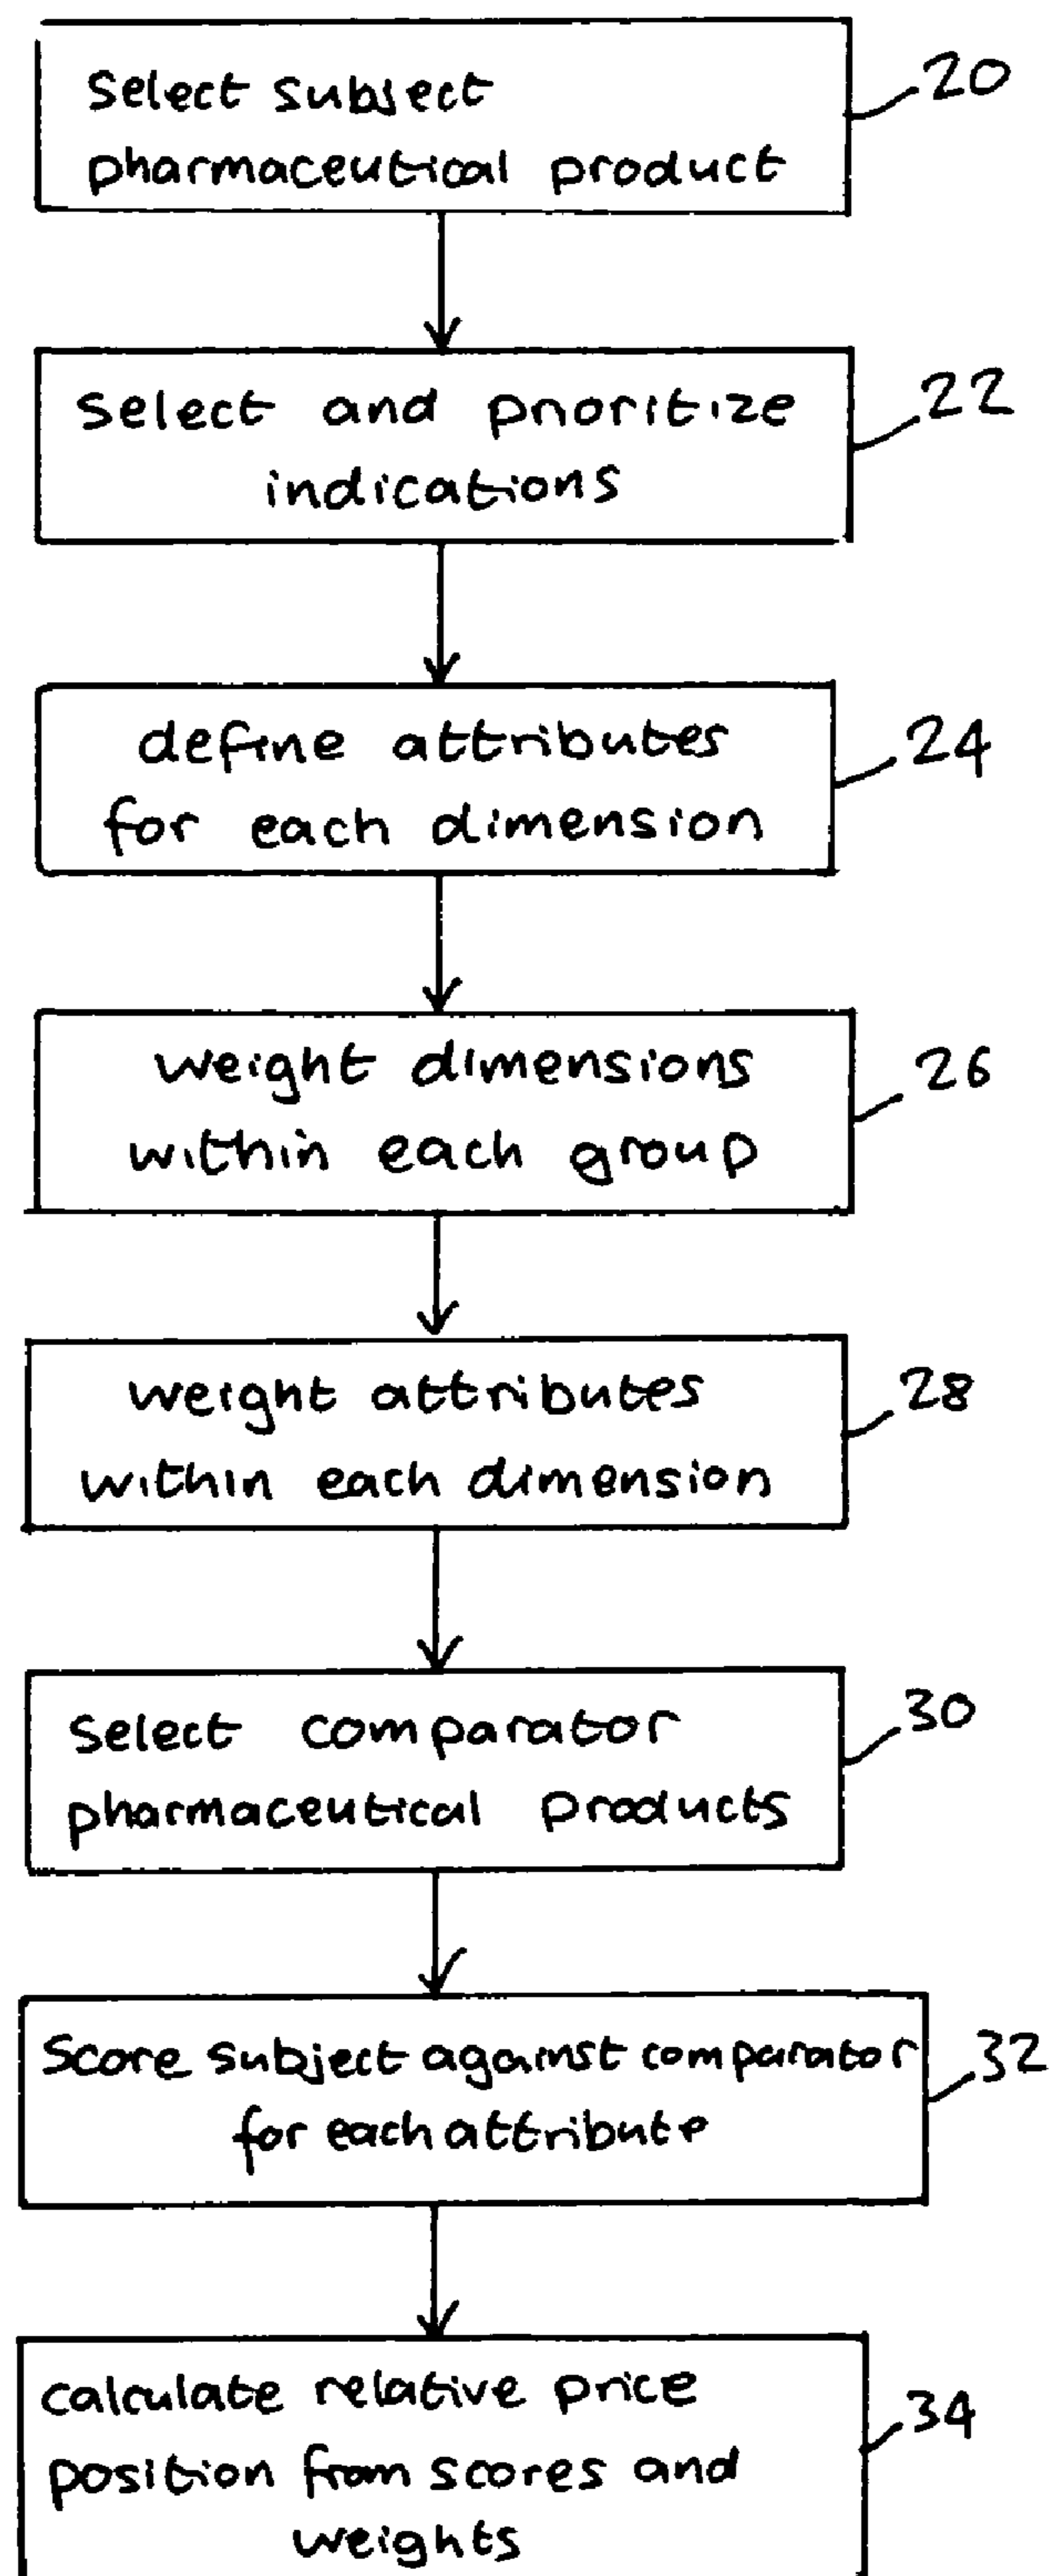 Select subject
pharmaceutical product
20
Select and prioritize
indications
22
define attributes
for each dimension
24
weight dimensions
within each group
26
weight attributes
within each dimension
28
Select comparator
pharmaceutical products
30
Score subject against comparator
for each attribute
32
calculate relative price
position from scores and
weights
34